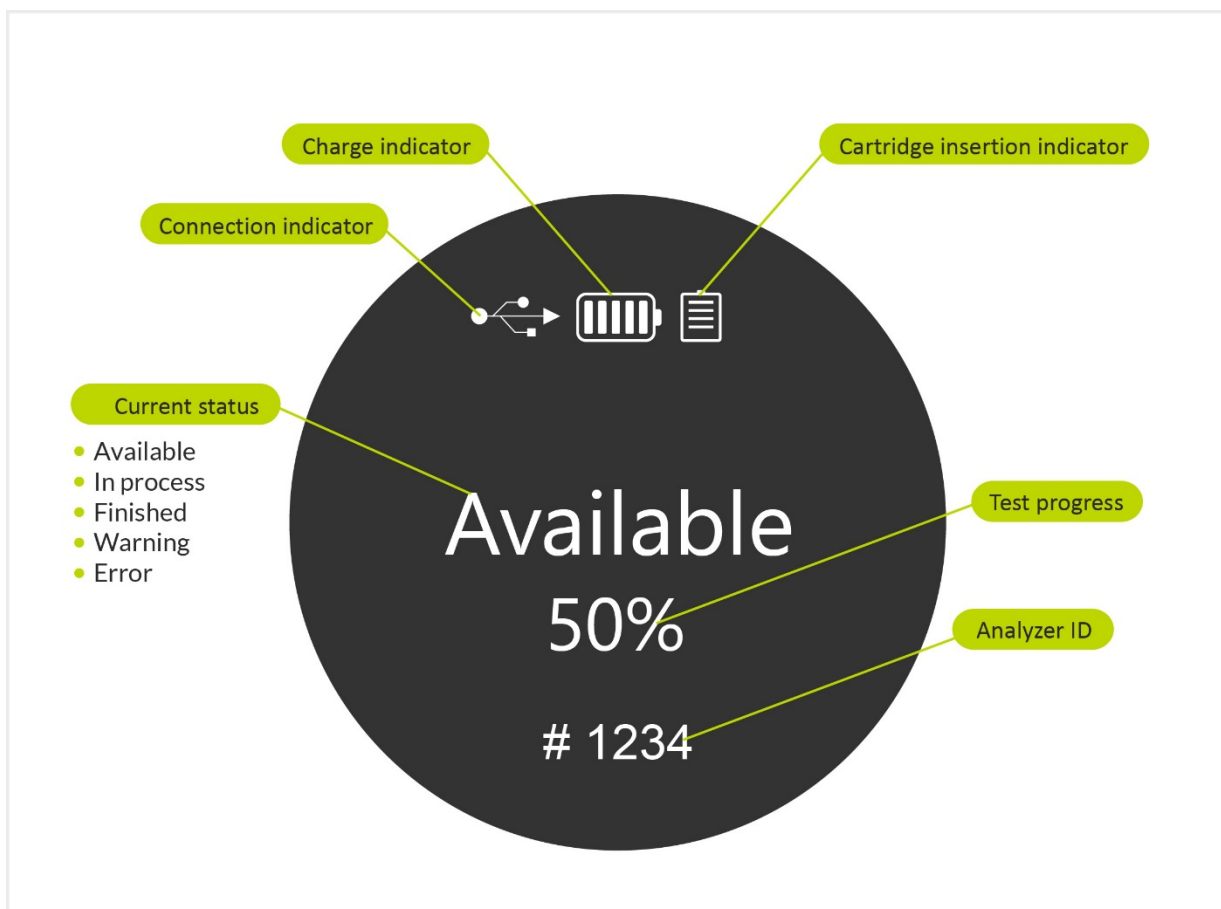 Charge indicator
Cartridge insertion indicator
Connection indicator
Current status
• Available
• In process
• Finished
• Warning
• Error
Available
50%
# 1234
Test progress
Analyzer ID